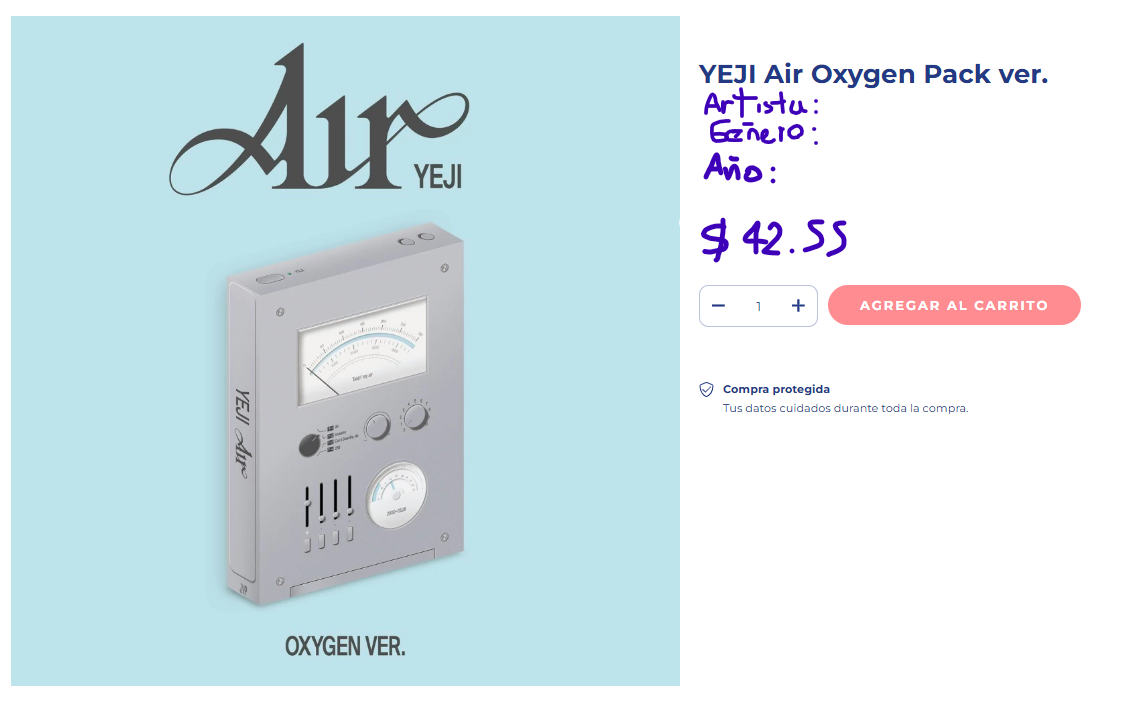 Air
YEJI
YEJI Air
JYP
OXYGEN VER.
YEJI Air Oxygen Pack ver.
Artista:
Género:
Año:
$ 42.55
− 1 +
AGREGAR AL CARRITO
Compra protegida
Tus datos cuidados durante toda la compra.